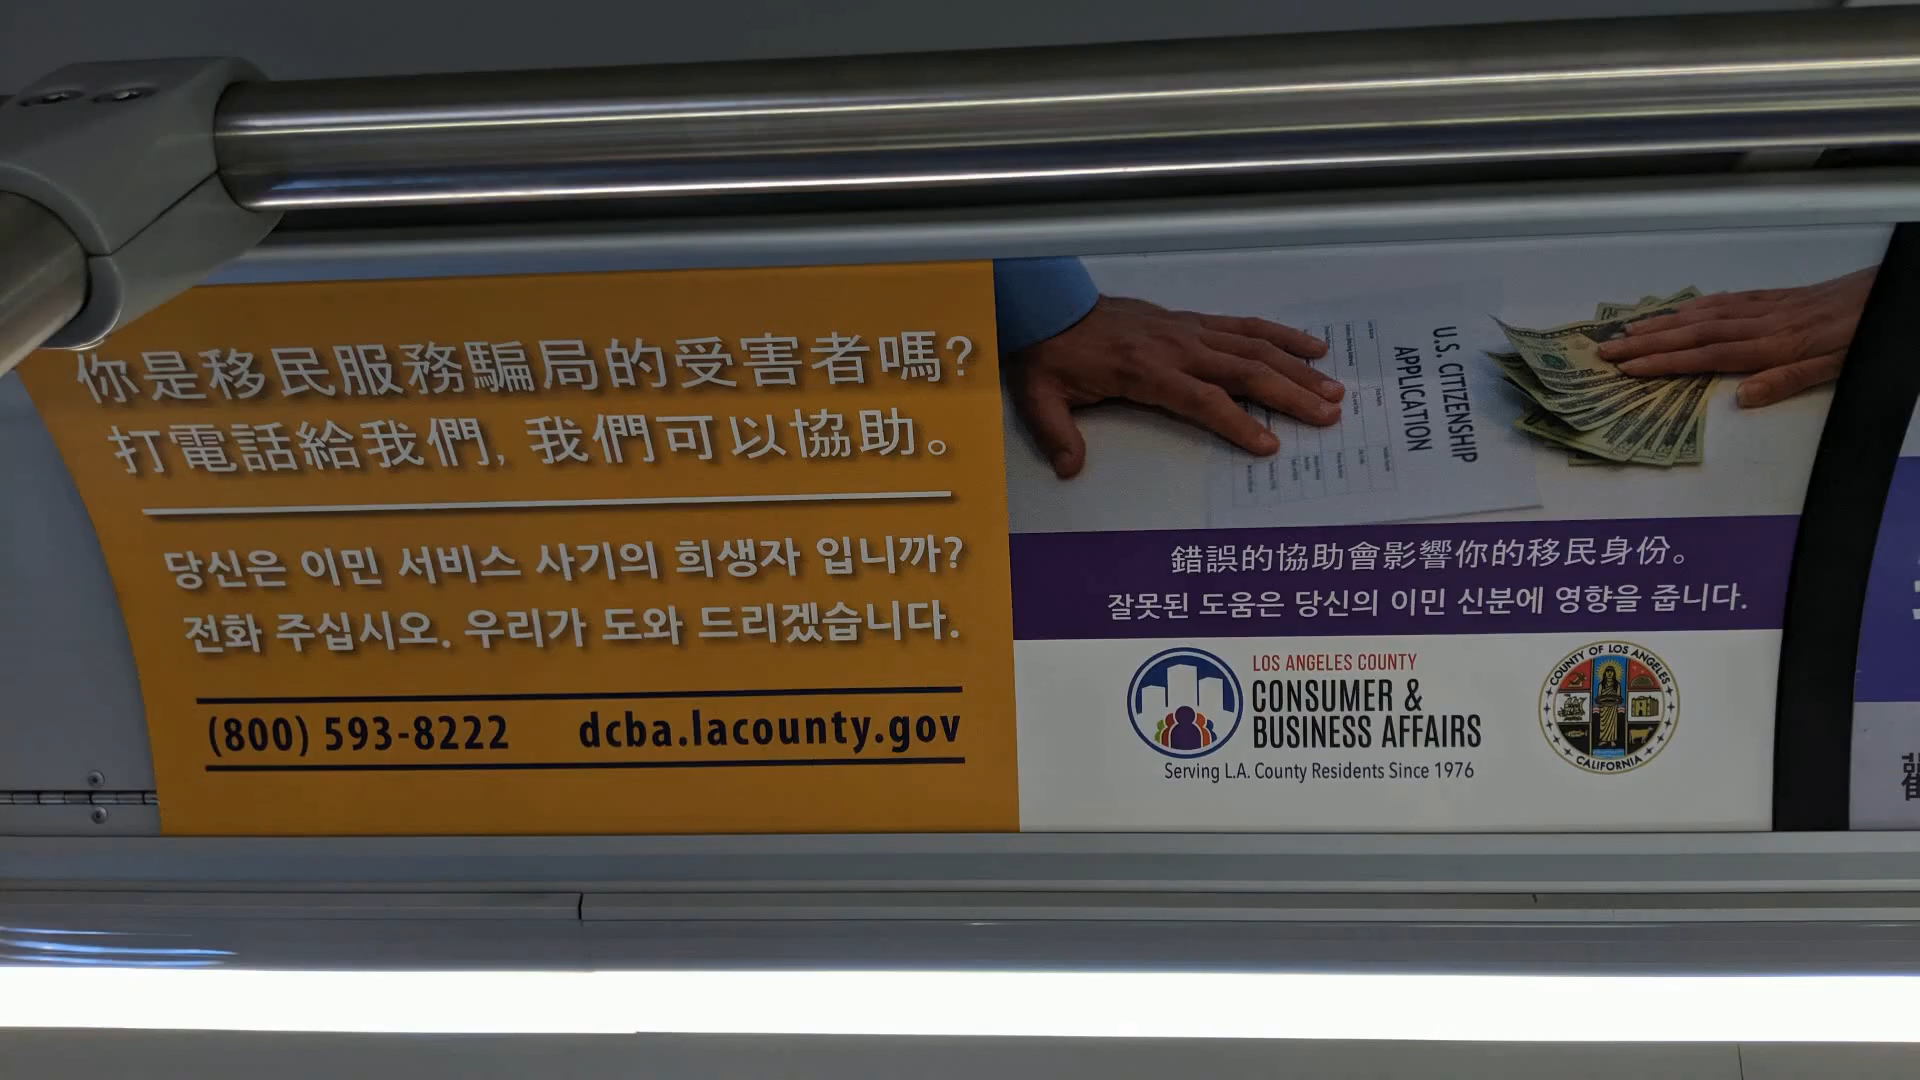 你是移民服務騙局的受害者嗎?
打電話給我們, 我們可以協助。
당신은 이민 서비스 사기의 희생자 입니까?
전화 주십시오. 우리가 도와 드리겠습니다.
(800) 593-8222 dcba.lacounty.gov
U.S. CITIZENSHIP
APPLICATION
錯誤的協助會影響你的移民身份。
잘못된 도움은 당신의 이민 신분에 영향을 줍니다.
LOS ANGELES COUNTY
CONSUMER &
BUSINESS AFFAIRS
Serving L.A. County Residents Since 1976
COUNTY OF LOS ANGELES
CALIFORNIA